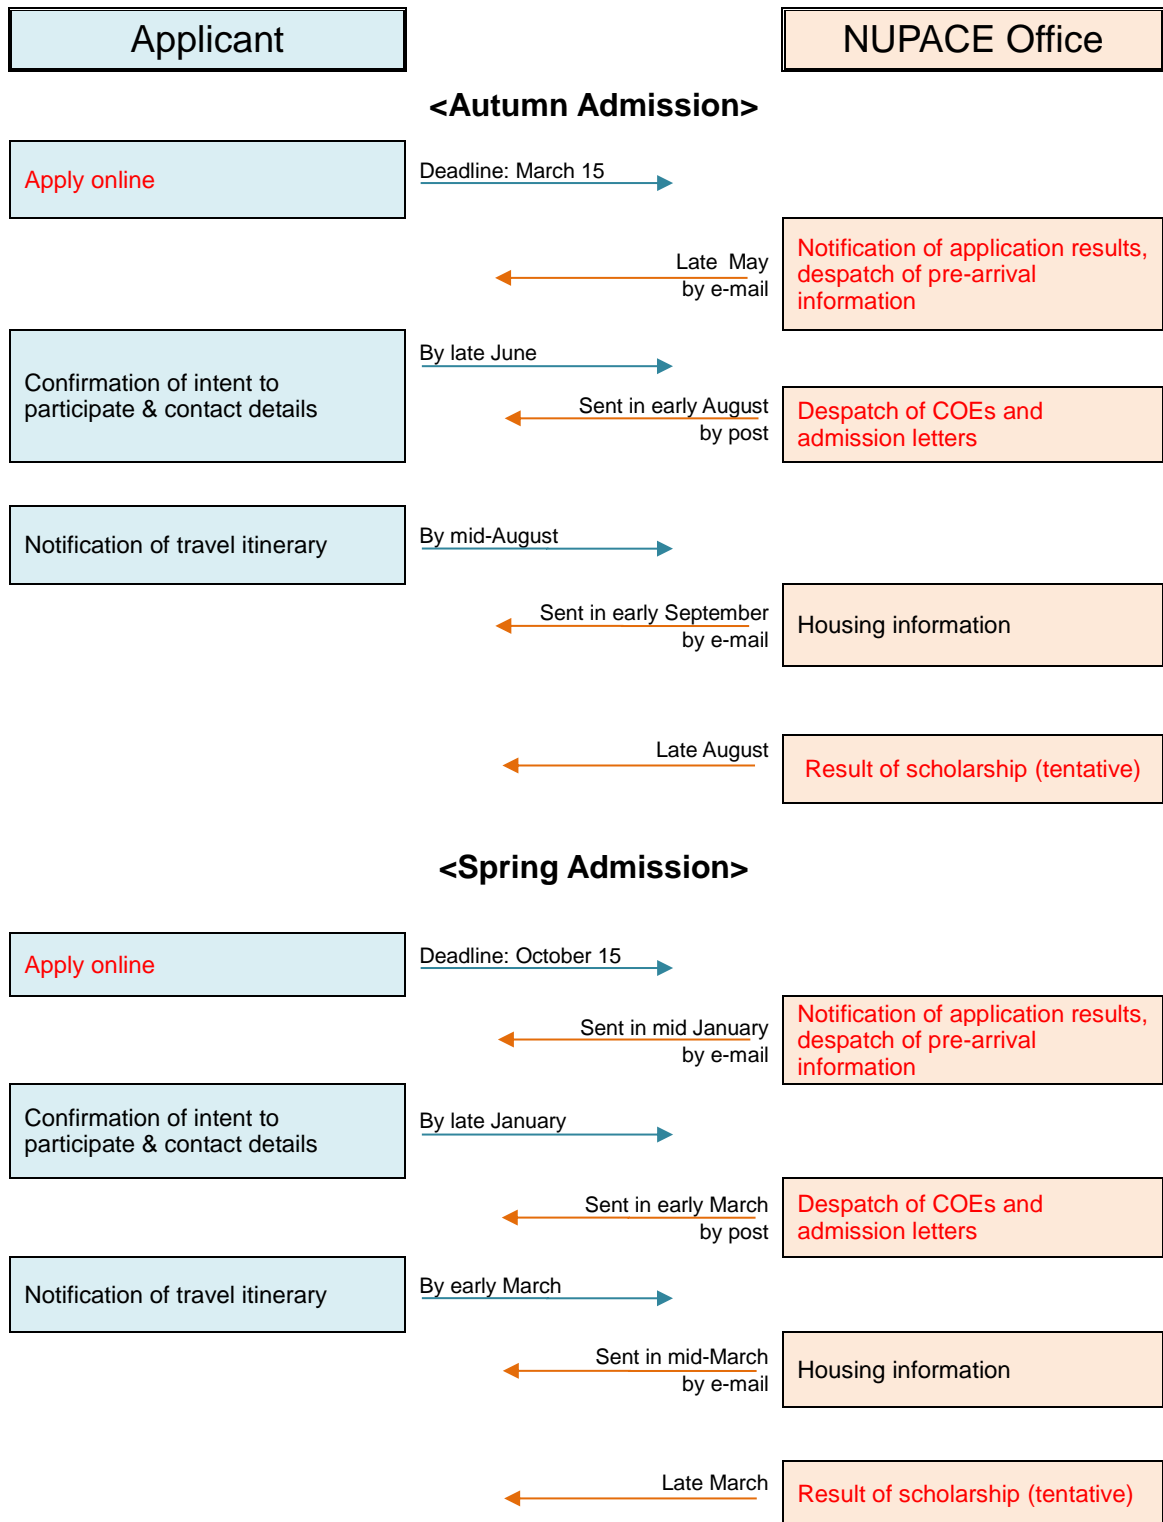 Applicant
NUPACE Office
<Autumn Admission>
Apply online
Deadline: March 15
Late  May
by e-mail
Notification of application results,
despatch of pre-arrival
information
Confirmation of intent to
participate & contact details
By late June
Sent in early August
by post
Despatch of COEs and
admission letters
Notification of travel itinerary
By mid-August
Sent in early September
by e-mail
Housing information
Late August
Result of scholarship (tentative)
<Spring Admission>
Apply online
Deadline: October 15
Sent in mid January
by e-mail
Notification of application results,
despatch of pre-arrival
information
Confirmation of intent to
participate & contact details
By late January
Sent in early March
by post
Despatch of COEs and
admission letters
Notification of travel itinerary
By early March
Sent in mid-March
by e-mail
Housing information
Late March
Result of scholarship (tentative)